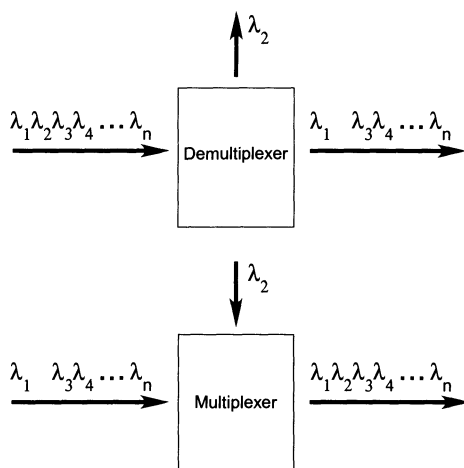 λ₂
λ₁λ₂λ₃λ₄ ... λₙ
λ₁ λ₃λ₄ ... λₙ
Demultiplexer
λ₂
λ₁ λ₃λ₄ ... λₙ
λ₁λ₂λ₃λ₄ ... λₙ
Multiplexer